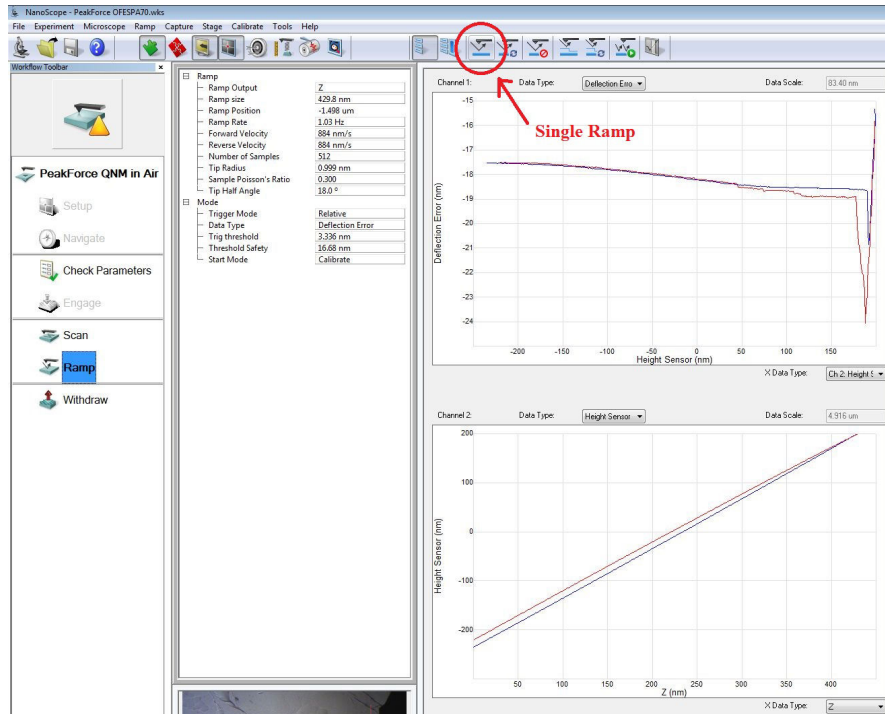 NanoScope - PeakForce OFESPA70.wks
File Experiment Microscope Ramp Capture Stage Calibrate Tools Help
Workflow Toolbar
PeakForce QNM in Air
Setup
Navigate
Check Parameters
Engage
Scan
Ramp
Withdraw
Ramp
Ramp Output Z
Ramp size 429.8 nm
Ramp Position -1.498 um
Ramp Rate 1.03 Hz
Forward Velocity 884 nm/s
Reverse Velocity 884 nm/s
Number of Samples 512
Tip Radius 0.999 nm
Sample Poisson's Ratio 0.300
Tip Half Angle 18.0 º
Mode
Trigger Mode Relative
Data Type Deflection Error
Trig threshold 3.336 nm
Threshold Safety 16.68 nm
Start Mode Calibrate
Single Ramp
Channel 1: Data Type: Deflection Erro Data Scale: 83.40 nm
-15
-16
-17
-18
-19
-20
-21
-22
-23
-24
Deflection Error (nm)
-200 -150 -100 -50 0 50 100 150
Height Sensor (nm)
X Data Type: Ch 2: Height S
Channel 2: Data Type: Height Sensor Data Scale: 4.916 um
200
100
0
-100
-200
Height Sensor (nm)
50 100 150 200 250 300 350 400
Z (nm)
X Data Type: Z